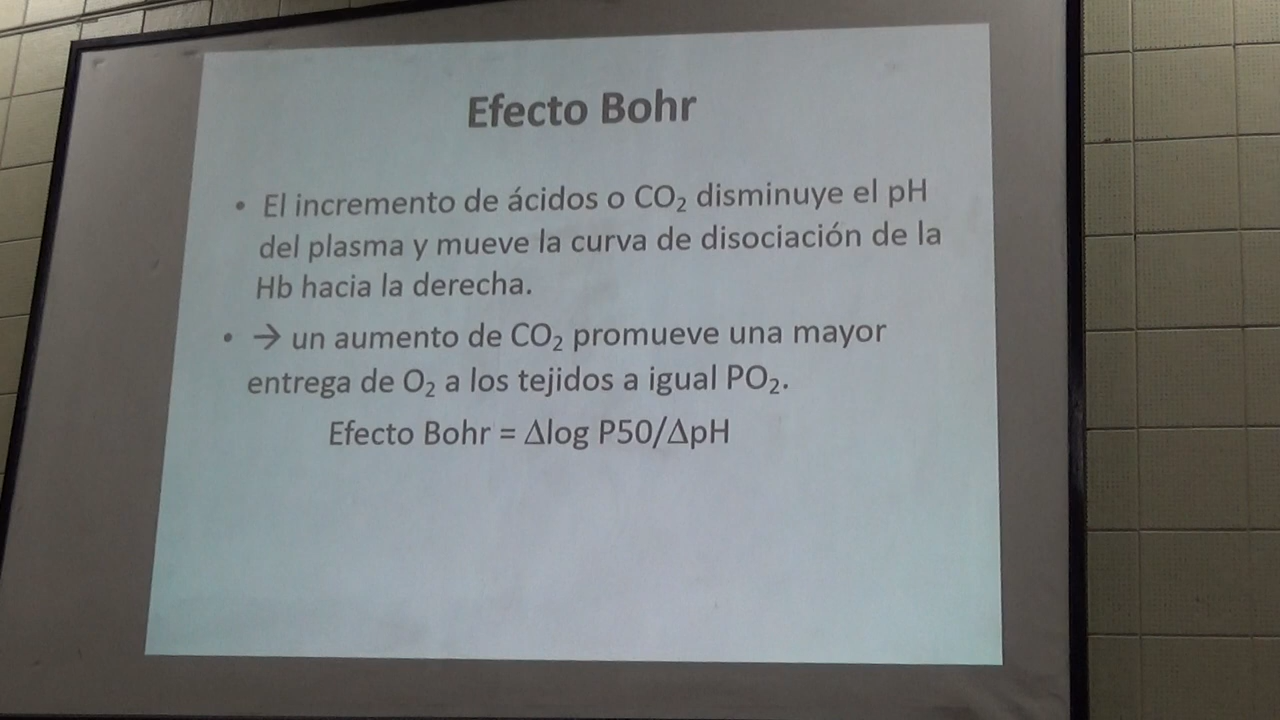 Efecto Bohr
• El incremento de ácidos o CO₂ disminuye el pH
del plasma y mueve la curva de disociación de la
Hb hacia la derecha.
• → un aumento de CO₂ promueve una mayor
entrega de O₂ a los tejidos a igual PO₂.
Efecto Bohr = Δlog P50/ΔpH